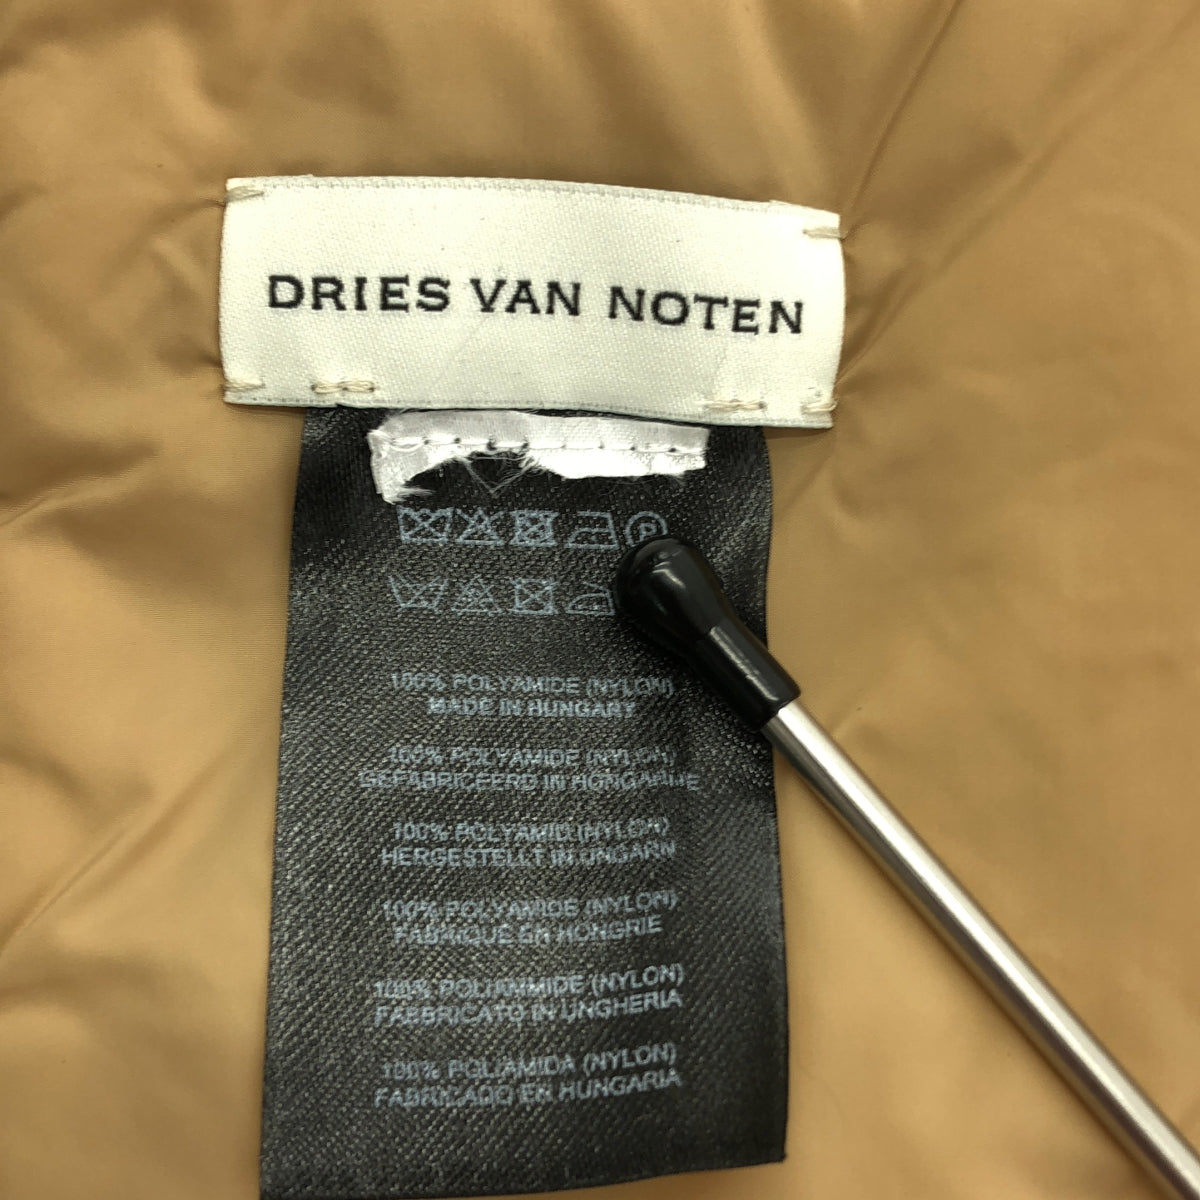 DRIES VAN NOTEN
P
100% POLYAMIDE (NYLON)
MADE IN HUNGARY
100% POLYAMIDE (NYLON)
GEFABRICEERD IN HONGARIJE
100% POLYAMID (NYLON)
HERGESTELLT IN UNGARN
100% POLYAMIDE (NYLON)
FABRIQUE EN HONGRIE
100% POLIAMMIDE (NYLON)
FABBRICATO IN UNGHERIA
100% POLIAMIDA (NYLON)
FABRICADO EN HUNGARIA